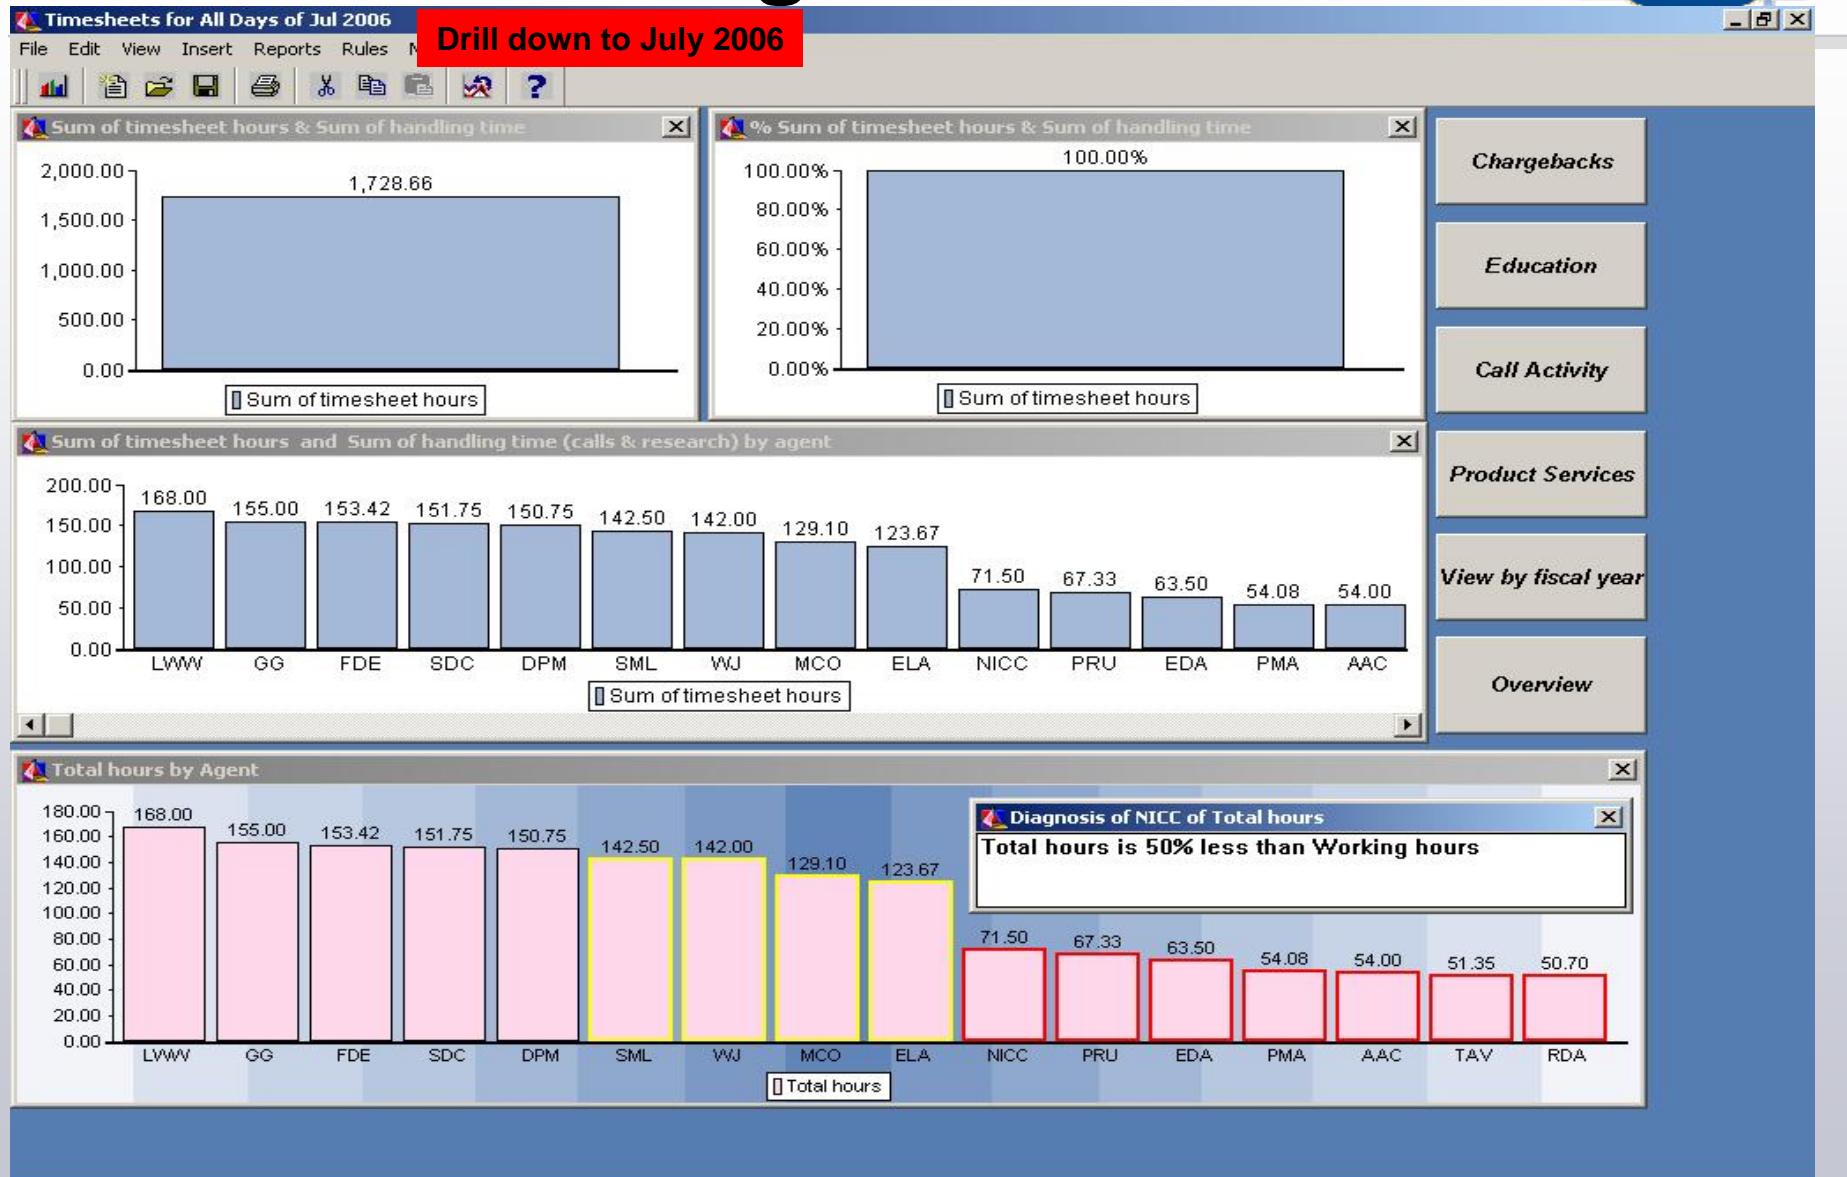 Timesheets for All Days of Jul 2006
Drill down to July 2006
File Edit View Insert Reports Rules
Sum of timesheet hours & Sum of handling time
2,000.00
1,500.00
1,000.00
500.00
0.00
1,728.66
Sum of timesheet hours
% Sum of timesheet hours & Sum of handling time
100.00%
80.00%
60.00%
40.00%
20.00%
0.00%
100.00%
Sum of timesheet hours
Chargebacks
Education
Call Activity
Product Services
View by fiscal year
Overview
Sum of timesheet hours and Sum of handling time (calls & research) by agent
200.00
150.00
100.00
50.00
0.00
168.00 155.00 153.42 151.75 150.75 142.50 142.00 129.10 123.67 71.50 67.33 63.50 54.08 54.00
LWW GG FDE SDC DPM SML WJ MCO ELA NICC PRU EDA PMA AAC
Sum of timesheet hours
Total hours by Agent
180.00
160.00
140.00
120.00
100.00
80.00
60.00
40.00
20.00
0.00
168.00 155.00 153.42 151.75 150.75 142.50 142.00 129.10 123.67 71.50 67.33 63.50 54.08 54.00 51.35 50.70
LWW GG FDE SDC DPM SML WJ MCO ELA NICC PRU EDA PMA AAC TAV RDA
Total hours
Diagnosis of NICC of Total hours
Total hours is 50% less than Working hours